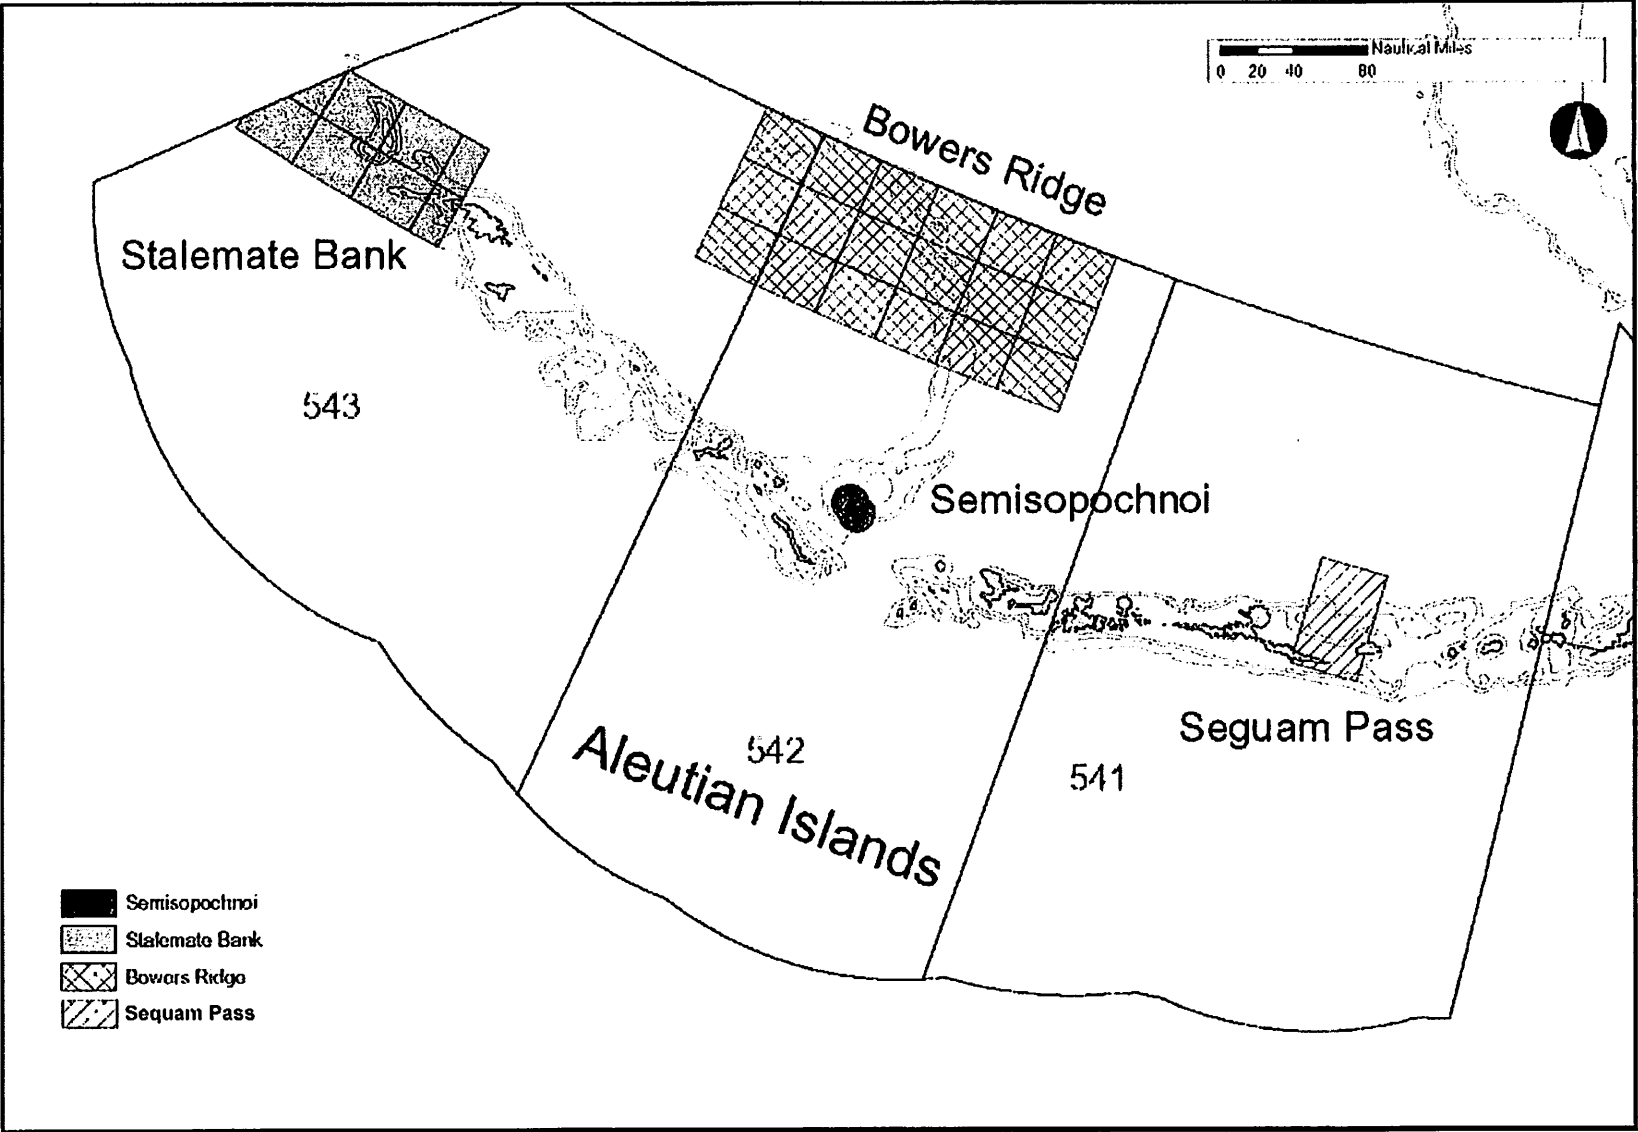 Nautical Miles
0 20 40 80
Bowers Ridge
Stalemate Bank
543
Semisopochnoi
Seguam Pass
542
541
Aleutian Islands
Semisopochnoi
Stalemate Bank
Bowers Ridge
Sequam Pass